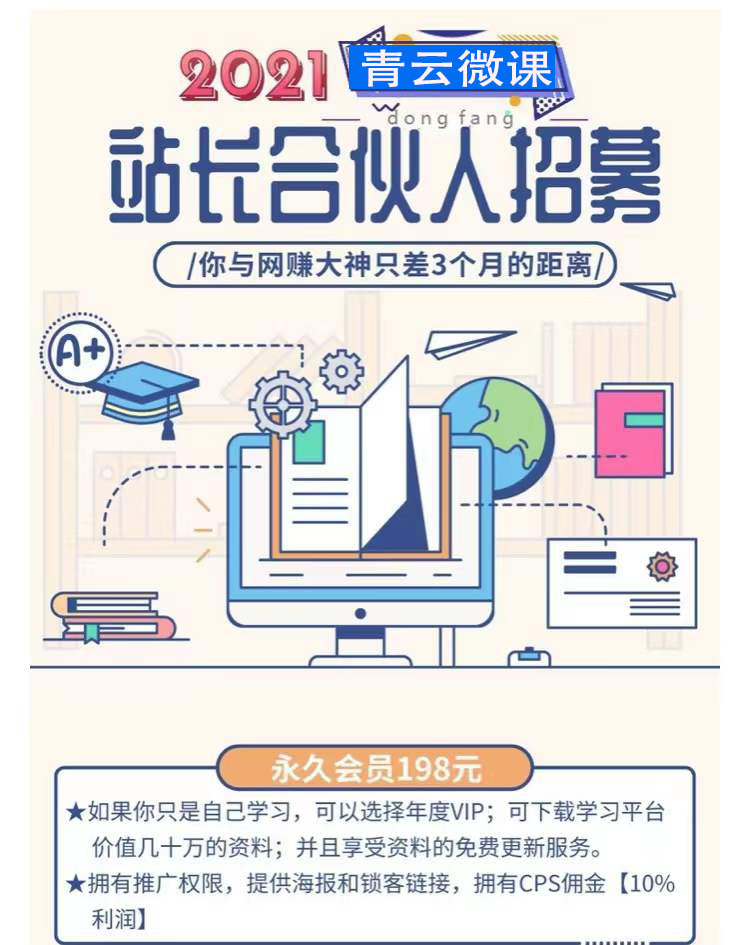 2021 青云微课
dong fang
站长合伙人招募
/你与网赚大神只差3个月的距离/
A+
永久会员198元
★如果你只是自己学习，可以选择年度VIP；可下载学习平台
价值几十万的资料；并且享受资料的免费更新服务。
★拥有推广权限，提供海报和锁客链接，拥有CPS佣金【10%
利润】